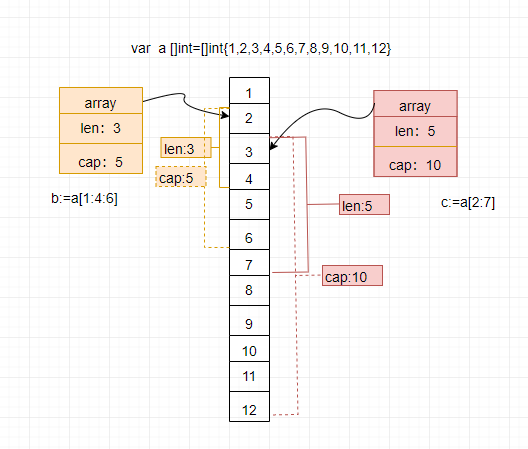 var a []int=[]int{1,2,3,4,5,6,7,8,9,10,11,12}
array
len: 3
cap: 5
b:=a[1:4:6]
len:3
cap:5
1
2
3
4
5
6
7
8
9
10
11
12
array
len: 5
cap: 10
c:=a[2:7]
len:5
cap:10